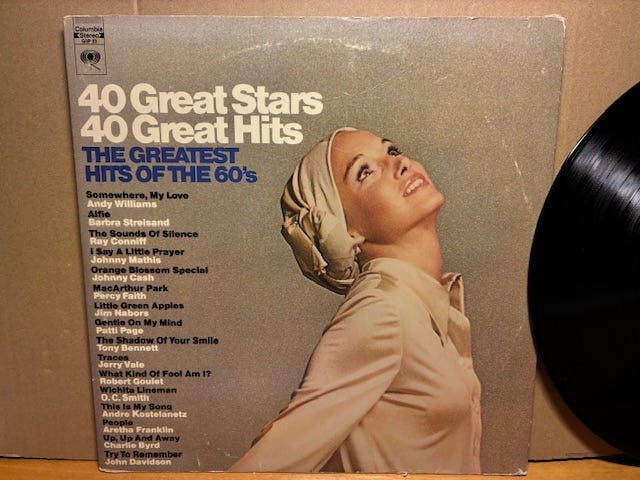 Columbia
Stereo
40 Great Stars
40 Great Hits
THE GREATEST
HITS OF THE 60's
Somewhere, My Love
Andy Williams
Alfie
Barbra Streisand
The Sounds Of Silence
Ray Conniff
I Say A Little Prayer
Johnny Mathis
Orange Blossom Special
Johnny Cash
MacArthur Park
Percy Faith
Little Green Apples
Jim Nabors
Gentle On My Mind
Patti Page
The Shadow Of Your Smile
Tony Bennett
Traces
Jerry Vale
What Kind Of Fool Am I?
Robert Goulet
Wichita Lineman
O.C. Smith
This Is My Song
Andre Kostelanetz
People
Aretha Franklin
Up, Up And Away
Charlie Byrd
Try To Remember
John Davidson